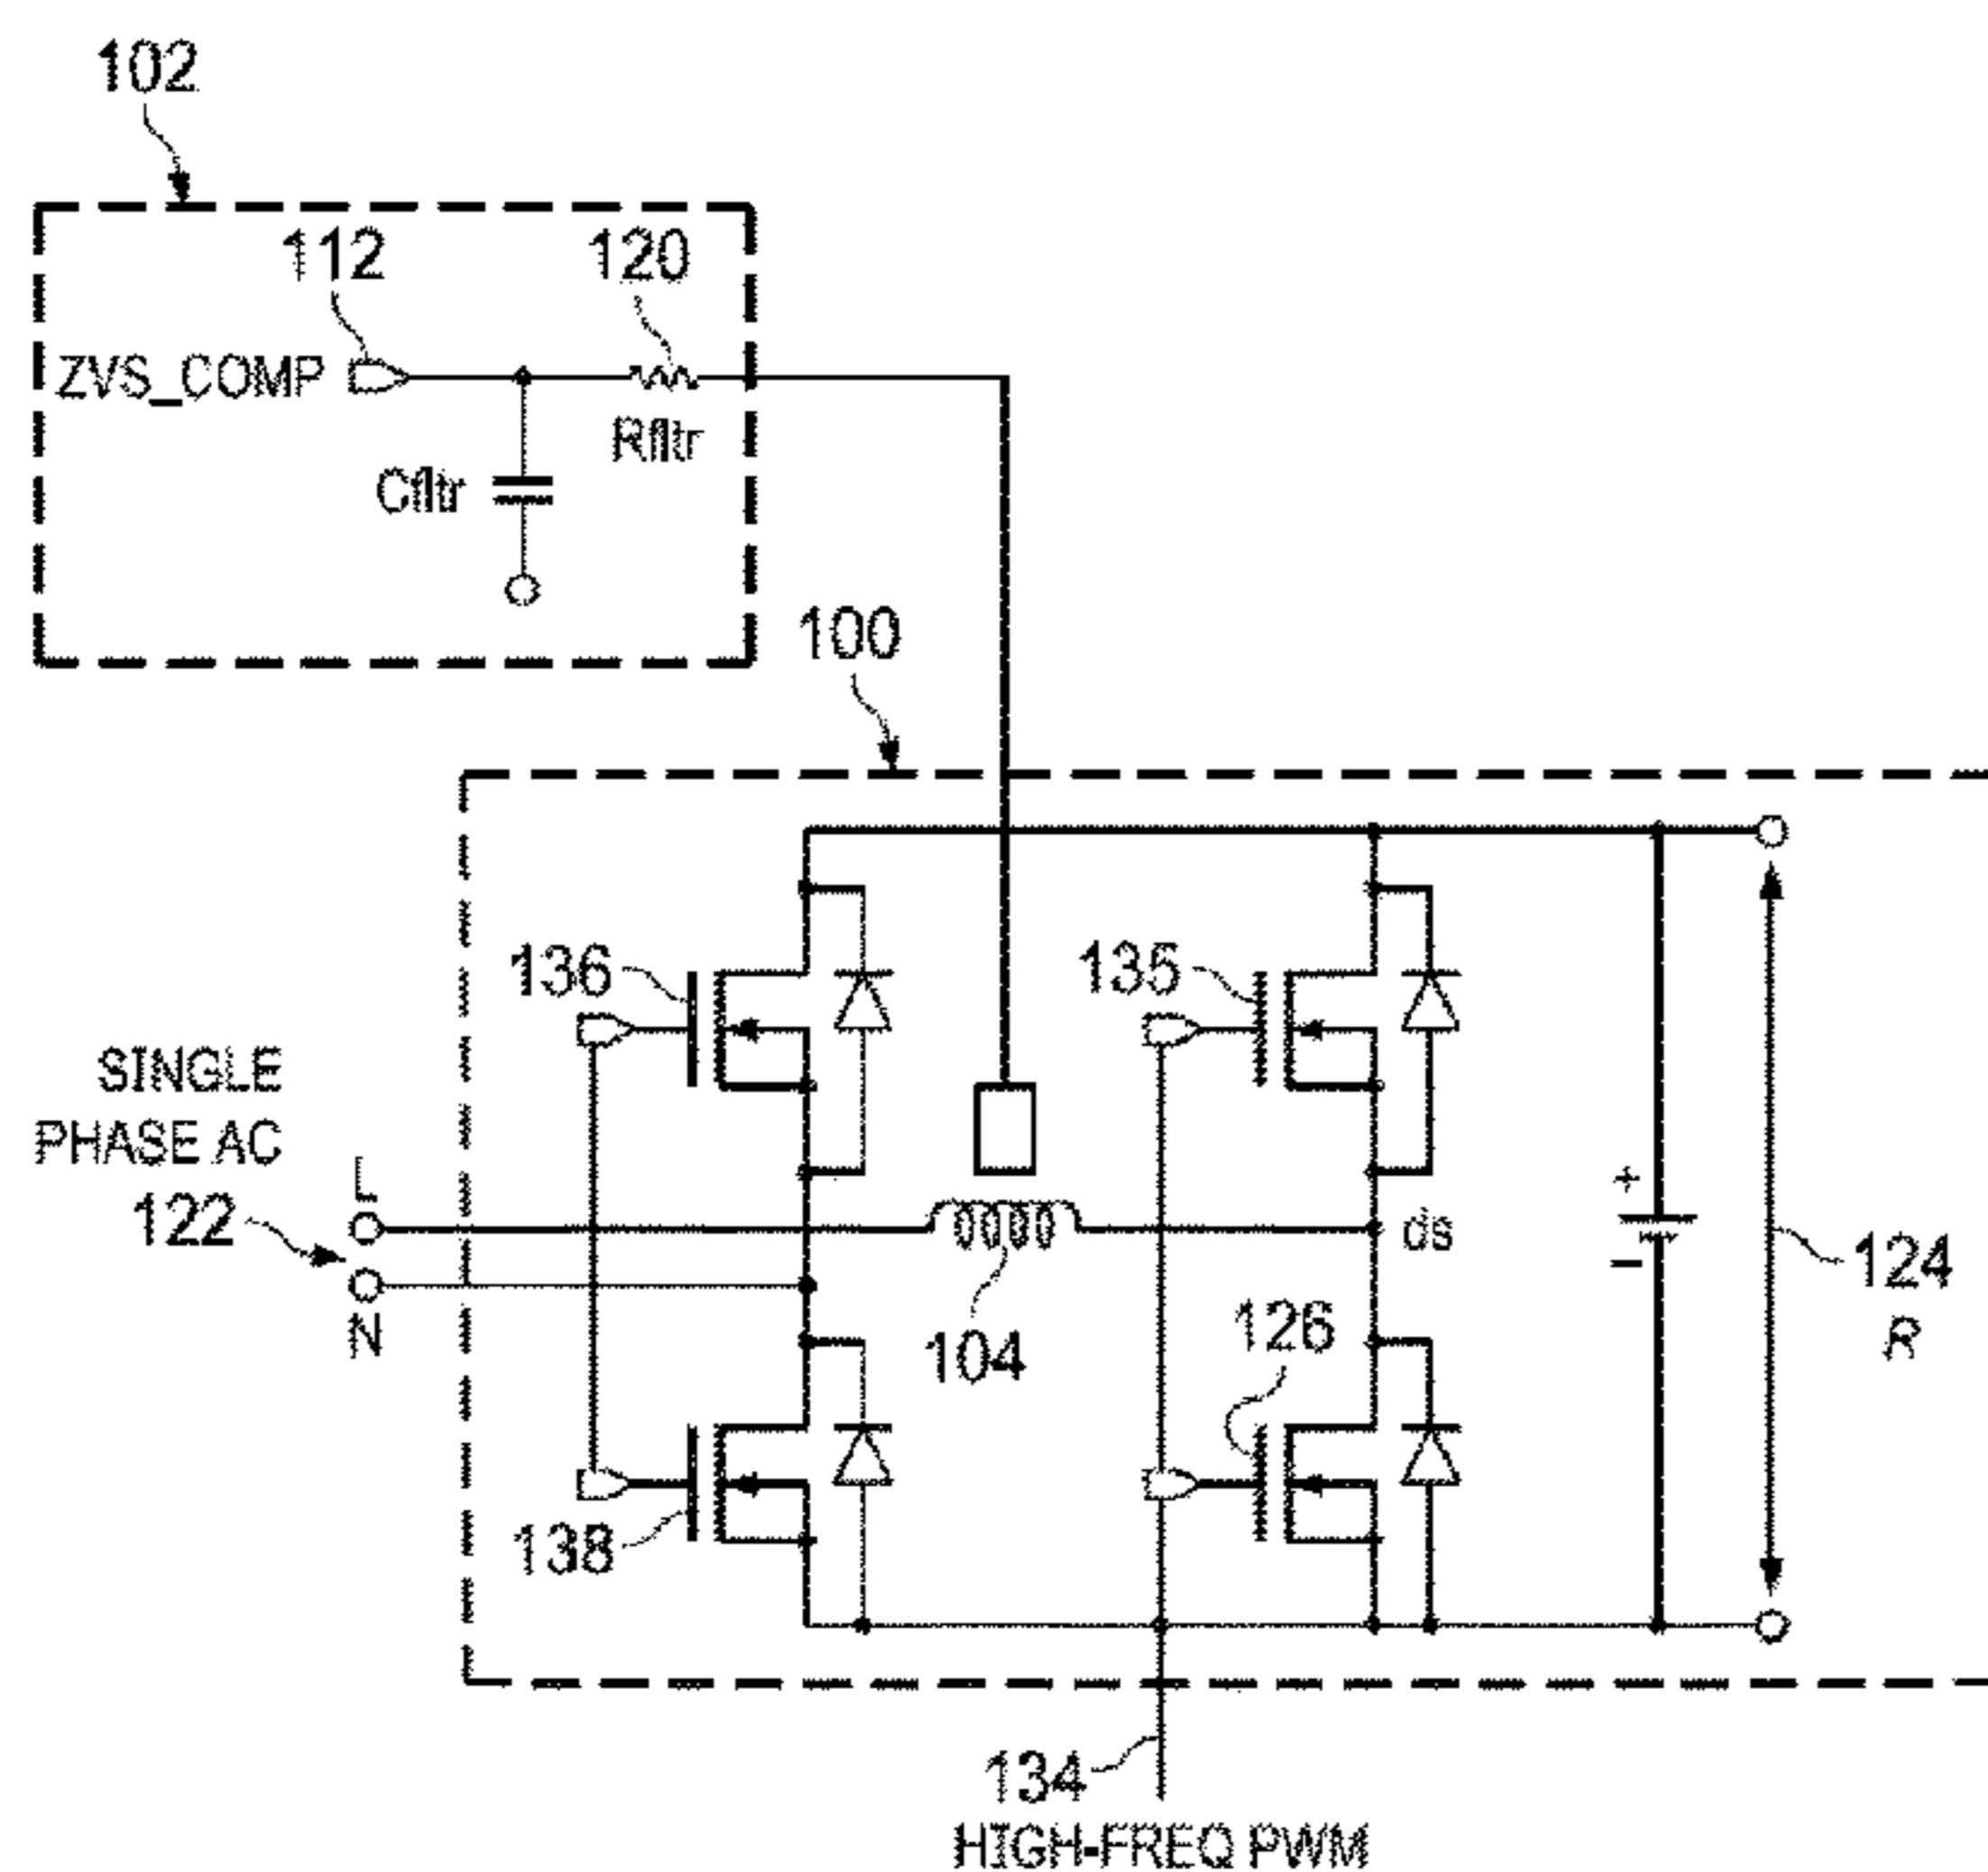 102
112
120
ZVS_COMP
Rfltr
Cfltr
100
136
135
SINGLE
PHASE AC
122
L
N
ds
+
−
124
R
104
126
138
134
HIGH-FREQ PWM